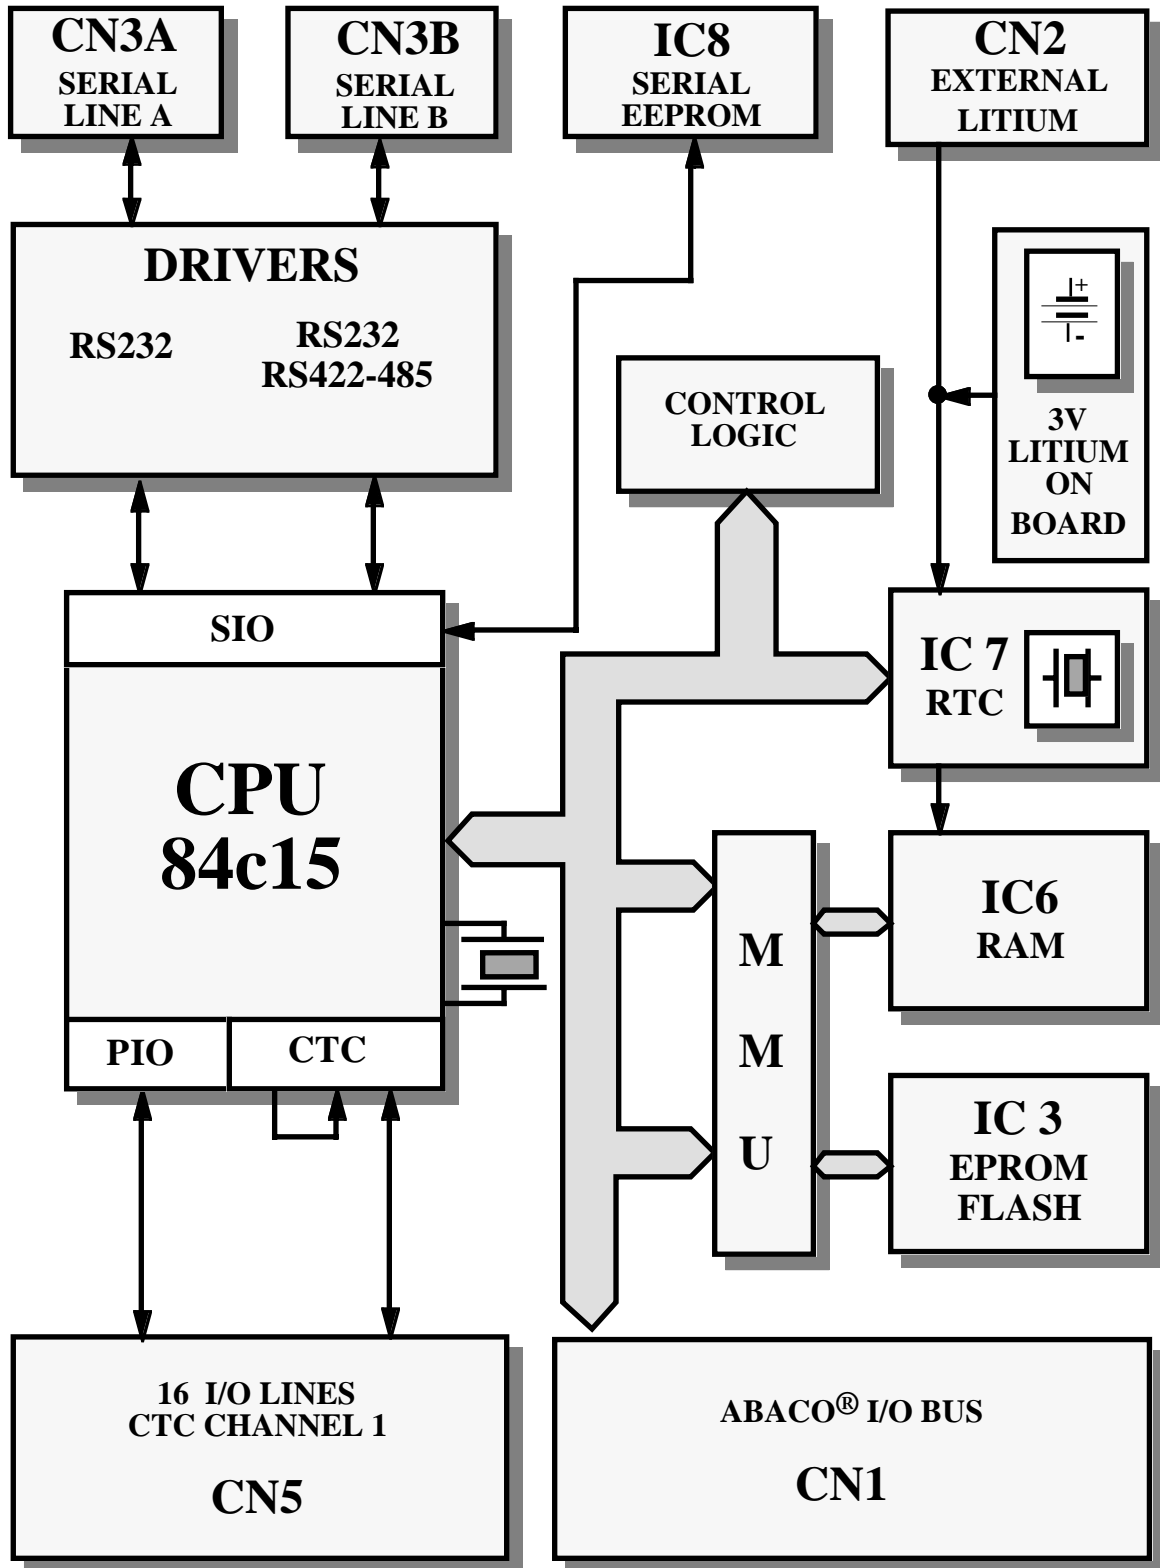 CN3A
SERIAL
LINE A
CN3B
SERIAL
LINE B
IC8
SERIAL
EEPROM
CN2
EXTERNAL
LITIUM
DRIVERS
RS232
RS232
RS422-485
+
-
3V
LITIUM
ON
BOARD
CONTROL
LOGIC
SIO
CPU
84c15
PIO
CTC
IC 7
RTC
M
M
U
IC6
RAM
IC 3
EPROM
FLASH
16 I/O LINES
CTC CHANNEL 1
CN5
ABACO® I/O BUS
CN1